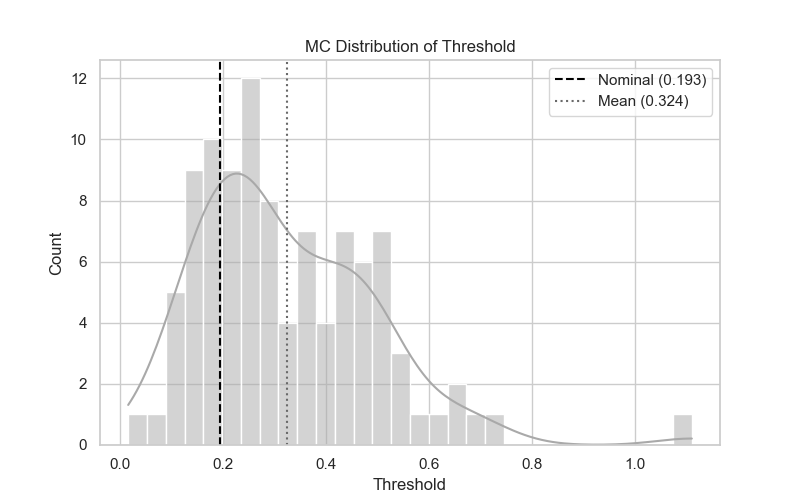 MC Distribution of Threshold
Nominal (0.193)
Mean (0.324)
Count
12
10
8
6
4
2
0
0.0 0.2 0.4 0.6 0.8 1.0
Threshold